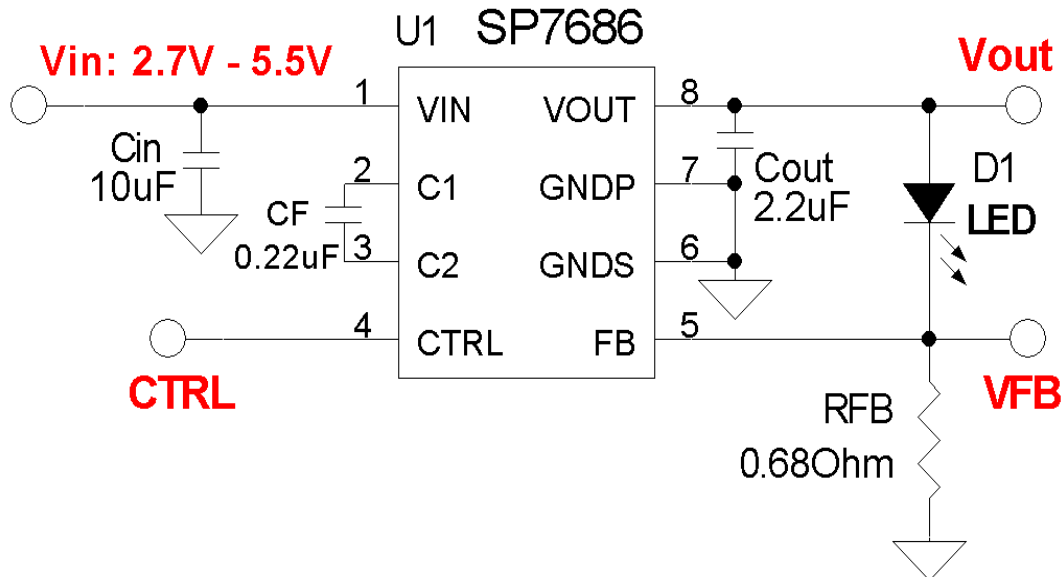 U1 SP7686
Vin: 2.7V - 5.5V
Vout
1 VIN VOUT 8
Cin
10uF
2 C1 GNDP 7
Cout
2.2uF
D1
LED
CF
0.22uF
3 C2 GNDS 6
4 CTRL FB 5
CTRL
VFB
RFB
0.68Ohm